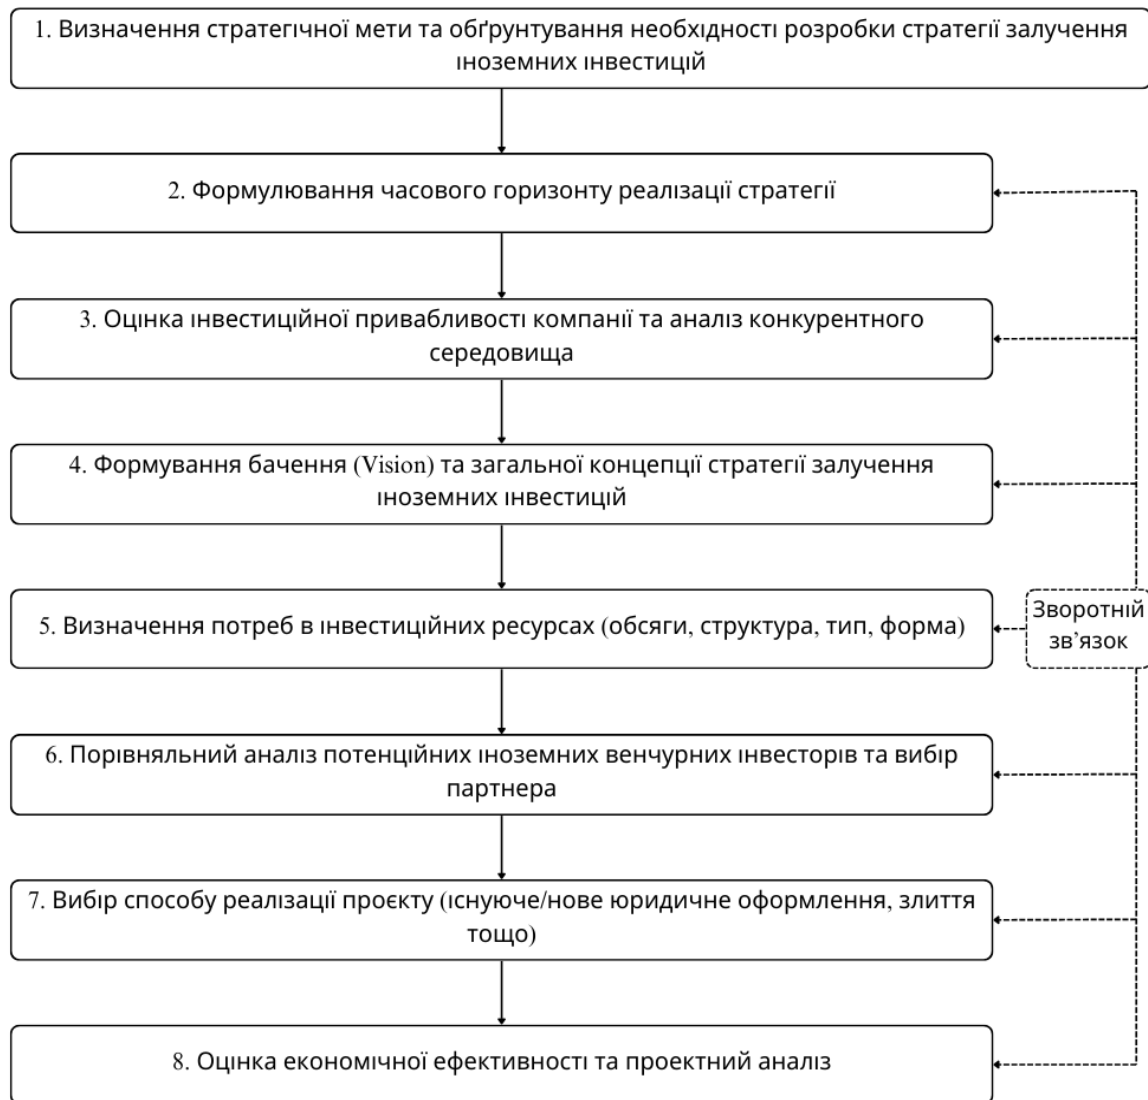 1. Визначення стратегічної мети та обґрунтування необхідності розробки стратегії залучення
іноземних інвестицій
2. Формулювання часового горизонту реалізації стратегії
3. Оцінка інвестиційної привабливості компанії та аналіз конкурентного
середовища
4. Формування бачення (Vision) та загальної концепції стратегії залучення
іноземних інвестицій
5. Визначення потреб в інвестиційних ресурсах (обсяги, структура, тип, форма)
Зворотній
зв’язок
6. Порівняльний аналіз потенційних іноземних венчурних інвесторів та вибір
партнера
7. Вибір способу реалізації проєкту (існуюче/нове юридичне оформлення, злиття
тощо)
8. Оцінка економічної ефективності та проектний аналіз